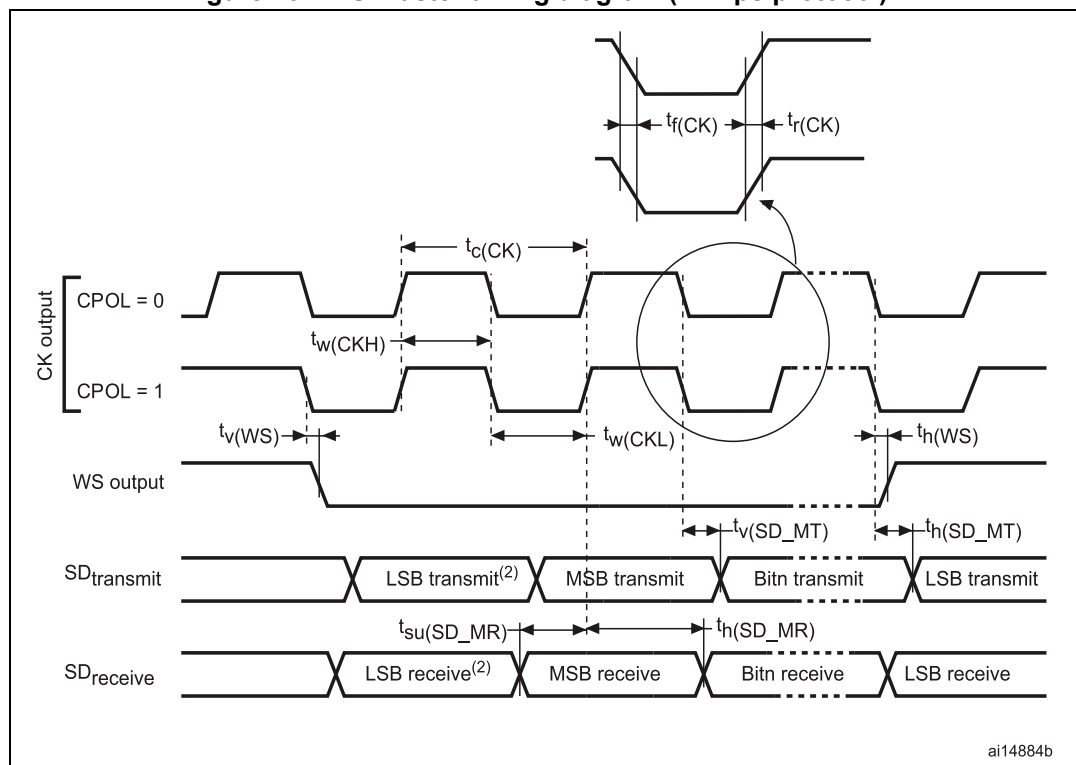 tf(CK) tr(CK)
tc(CK)
CK output
CPOL = 0
tw(CKH)
CPOL = 1
tv(WS) tw(CKL) th(WS)
WS output
tv(SD_MT) th(SD_MT)
SDtransmit LSB transmit(2) MSB transmit Bitn transmit LSB transmit
tsu(SD_MR) th(SD_MR)
SDreceive LSB receive(2) MSB receive Bitn receive LSB receive
ai14884b